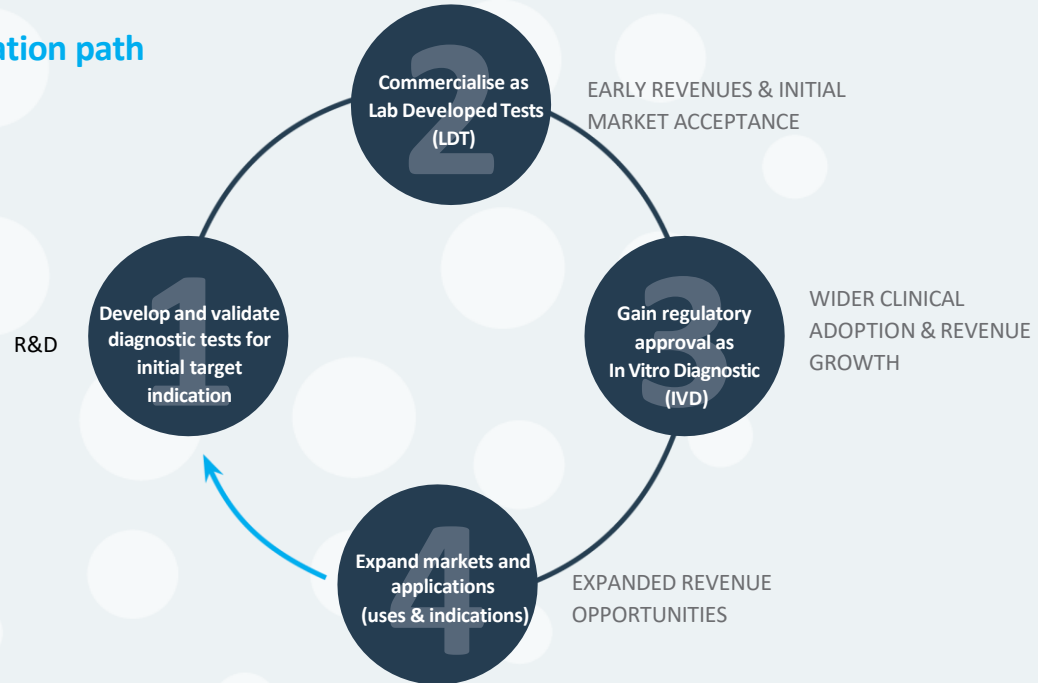 ation path
2
Commercialise as
Lab Developed Tests
(LDT)
EARLY REVENUES & INITIAL
MARKET ACCEPTANCE
R&D
1
Develop and validate
diagnostic tests for
initial target
indication
3
Gain regulatory
approval as
In Vitro Diagnostic
(IVD)
WIDER CLINICAL
ADOPTION & REVENUE
GROWTH
4
Expand markets and
applications
(uses & indications)
EXPANDED REVENUE
OPPORTUNITIES